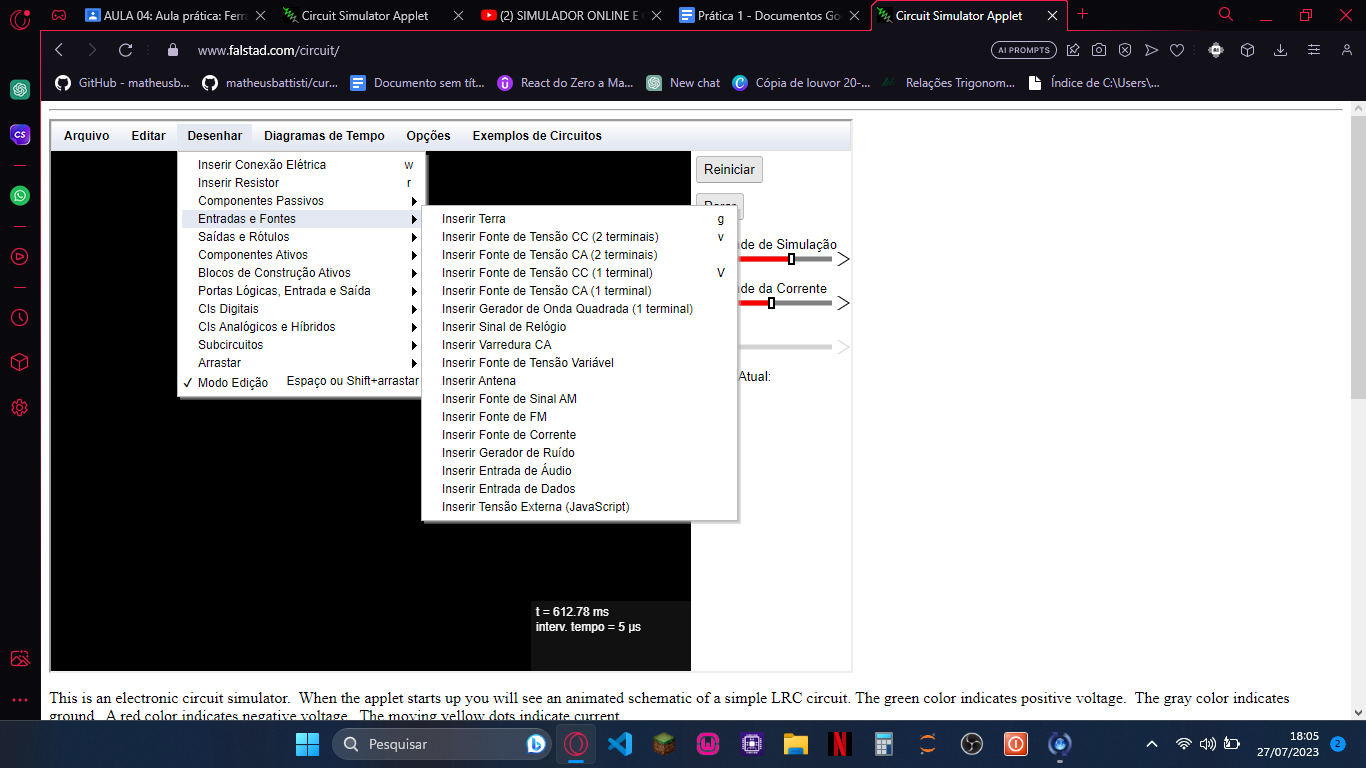 AULA 04: Aula prática: Ferra
Circuit Simulator Applet
(2) SIMULADOR ONLINE E
Prática 1 - Documentos Go
Circuit Simulator Applet
www.falstad.com/circuit/
AI PROMPTS
GitHub - matheusb...
matheusbattisti/cur...
Documento sem tít...
React do Zero a Ma...
New chat
Cópia de louvor 20-...
Relações Trigonom...
Índice de C:\Users\...
CS
Arquivo
Editar
Desenhar
Diagramas de Tempo
Opções
Exemplos de Circuitos
Inserir Conexão Elétrica w
Inserir Resistor r
Componentes Passivos
Entradas e Fontes
Saídas e Rótulos
Componentes Ativos
Blocos de Construção Ativos
Portas Lógicas, Entrada e Saída
CIs Digitais
CIs Analógicos e Híbridos
Subcircuitos
Arrastar
✓ Modo Edição Espaço ou Shift+arrastar
Inserir Terra g
Inserir Fonte de Tensão CC (2 terminais) v
Inserir Fonte de Tensão CA (2 terminais)
Inserir Fonte de Tensão CC (1 terminal) V
Inserir Fonte de Tensão CA (1 terminal)
Inserir Gerador de Onda Quadrada (1 terminal)
Inserir Sinal de Relógio
Inserir Varredura CA
Inserir Fonte de Tensão Variável
Inserir Antena
Inserir Fonte de Sinal AM
Inserir Fonte de FM
Inserir Fonte de Corrente
Inserir Gerador de Ruído
Inserir Entrada de Áudio
Inserir Entrada de Dados
Inserir Tensão Externa (JavaScript)
Reiniciar
de de Simulação
de da Corrente
Atual:
t = 612.78 ms
interv. tempo = 5 µs
This is an electronic circuit simulator. When the applet starts up you will see an animated schematic of a simple LRC circuit. The green color indicates positive voltage. The gray color indicates
ground. A red color indicates negative voltage. The moving yellow dots indicate current.
Pesquisar
18:05
27/07/2023
2